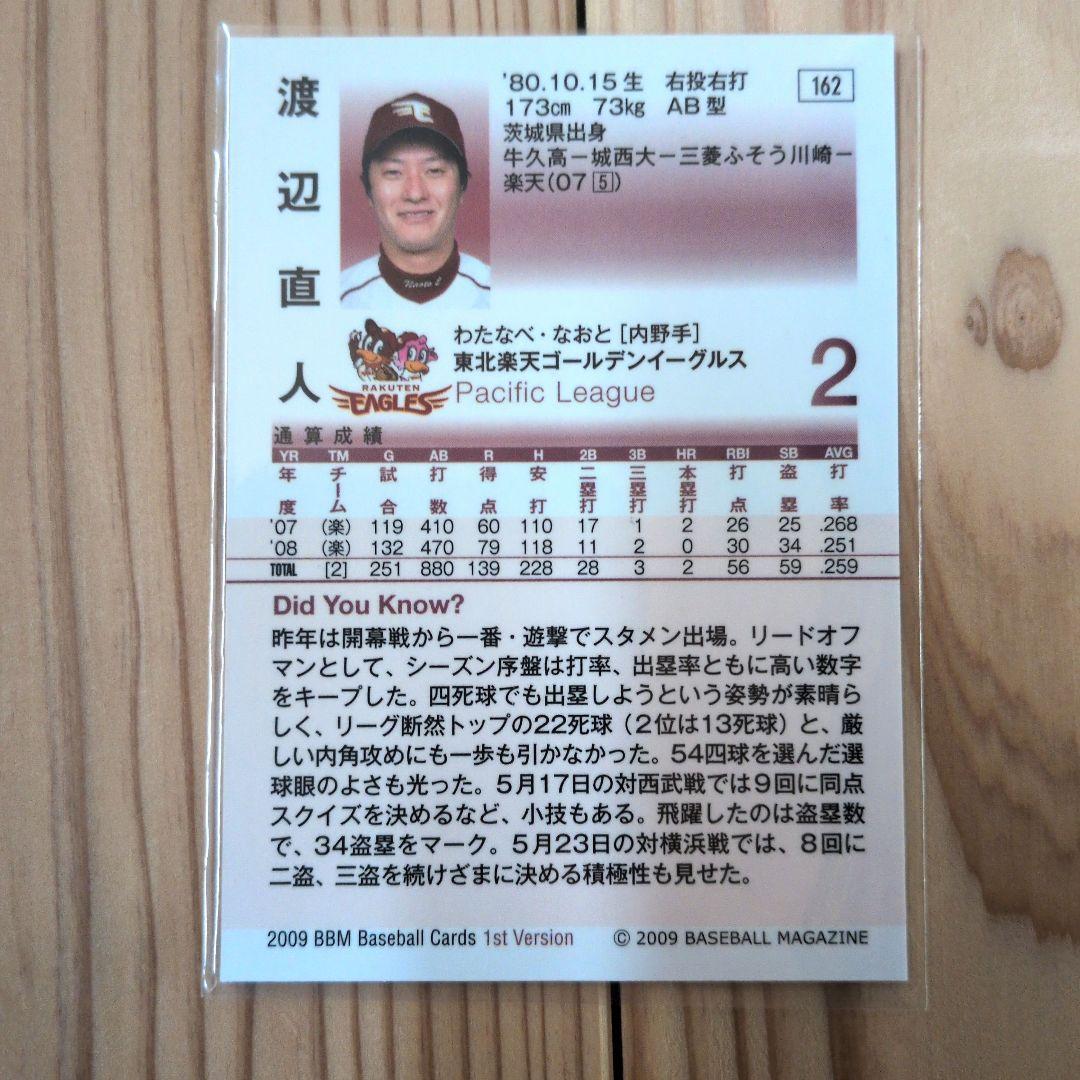 渡辺直人
'80.10.15生 右投右打
162
173cm 73kg AB型
茨城県出身
牛久高－城西大－三菱ふそう川崎－
楽天(07 5)
Naoto 2
わたなべ・なおと [内野手]
東北楽天ゴールデンイーグルス
RAKUTEN
EAGLES
Pacific League
2
通算成績
YR TM G AB R H 2B 3B HR RBI SB AVG
年度 チーム 試合 打数 得点 安打 二塁打 三塁打 本塁打 打点 盗塁 打率
'07 (楽) 119 410 60 110 17 1 2 26 25 .268
'08 (楽) 132 470 79 118 11 2 0 30 34 .251
TOTAL [2] 251 880 139 228 28 3 2 56 59 .259
Did You Know?
昨年は開幕戦から一番・遊撃でスタメン出場。リードオフ
マンとして、シーズン序盤は打率、出塁率ともに高い数字
をキープした。四死球でも出塁しようという姿勢が素晴ら
しく、リーグ断然トップの22死球（2位は13死球）と、厳
しい内角攻めにも一歩も引かなかった。54四球を選んだ選
球眼のよさも光った。5月17日の対西武戦では9回に同点
スクイズを決めるなど、小技もある。飛躍したのは盗塁数
で、34盗塁をマーク。5月23日の対横浜戦では、8回に
二盗、三盗を続けざまに決める積極性も見せた。
2009 BBM Baseball Cards 1st Version
© 2009 BASEBALL MAGAZINE